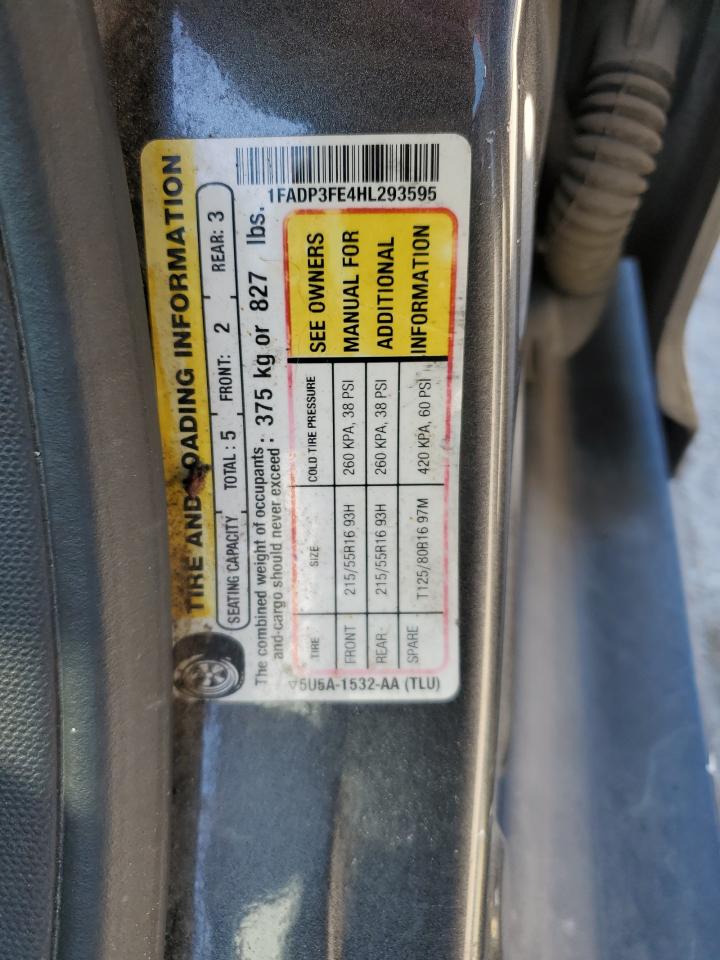 1FADP3FE4HL293595
TIRE AND LOADING INFORMATION
SEATING CAPACITY TOTAL : 5 FRONT: 2 REAR: 3
The combined weight of occupants
and cargo should never exceed : 375 kg or 827 lbs.
TIRE SIZE COLD TIRE PRESSURE
FRONT 215/55R16 93H 260 KPA, 38 PSI
REAR 215/55R16 93H 260 KPA, 38 PSI
SPARE T125/80R16 97M 420 KPA, 60 PSI
SEE OWNERS
MANUAL FOR
ADDITIONAL
INFORMATION
5U5A-1532-AA (TLU)